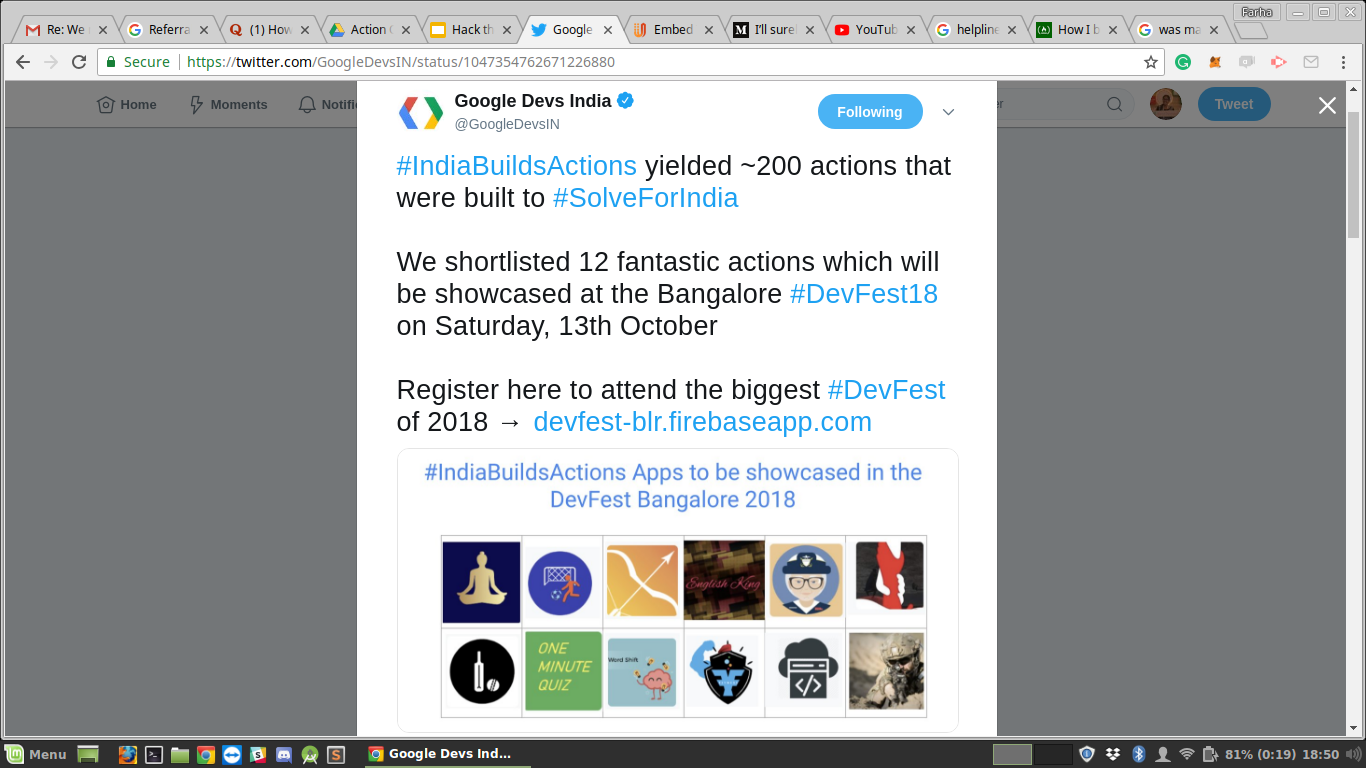 Farha
Re: We
Referra
(1) How
Action
Hack th
Google
Embed
I'll sure
YouTub
helpline
How I b
was ma
Secure
https://twitter.com/GoogleDevsIN/status/1047354762671226880
Home
Moments
Notifi
er
Tweet
Google Devs India
@GoogleDevsIN
Following
#IndiaBuildsActions yielded ~200 actions that
were built to #SolveForIndia
We shortlisted 12 fantastic actions which will
be showcased at the Bangalore #DevFest18
on Saturday, 13th October
Register here to attend the biggest #DevFest
of 2018 → devfest-blr.firebaseapp.com
#IndiaBuildsActions Apps to be showcased in the
DevFest Bangalore 2018
English King
ONE
MINUTE
QUIZ
Word Shift
Menu
Google Devs Ind...
81% (0:19)
18:50